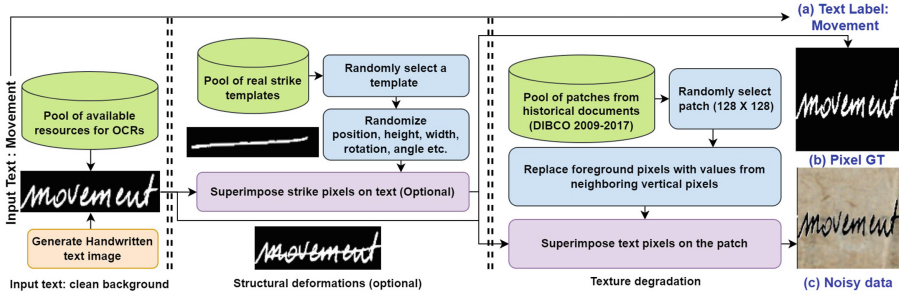 (a) Text Label:
Movement
Input Text : Movement
Pool of available
resources for OCRs
movement
Generate Handwritten
text image
Input text: clean background
Pool of real strike
templates
Randomly select a
template
Randomize
position, height, width,
rotation, angle etc.
Superimpose strike pixels on text (Optional)
movement
Structural deformations (optional)
Pool of patches from
historical documents
(DIBCO 2009-2017)
Randomly select
patch (128 X 128)
Replace foreground pixels with values from
neighboring vertical pixels
Superimpose text pixels on the patch
Texture degradation
movement
(b) Pixel GT
movement
(c) Noisy data